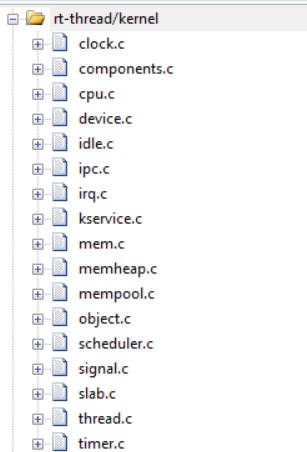 rt-thread/kernel
clock.c
components.c
cpu.c
device.c
idle.c
ipc.c
irq.c
kservice.c
mem.c
memheap.c
mempool.c
object.c
scheduler.c
signal.c
slab.c
thread.c
timer.c